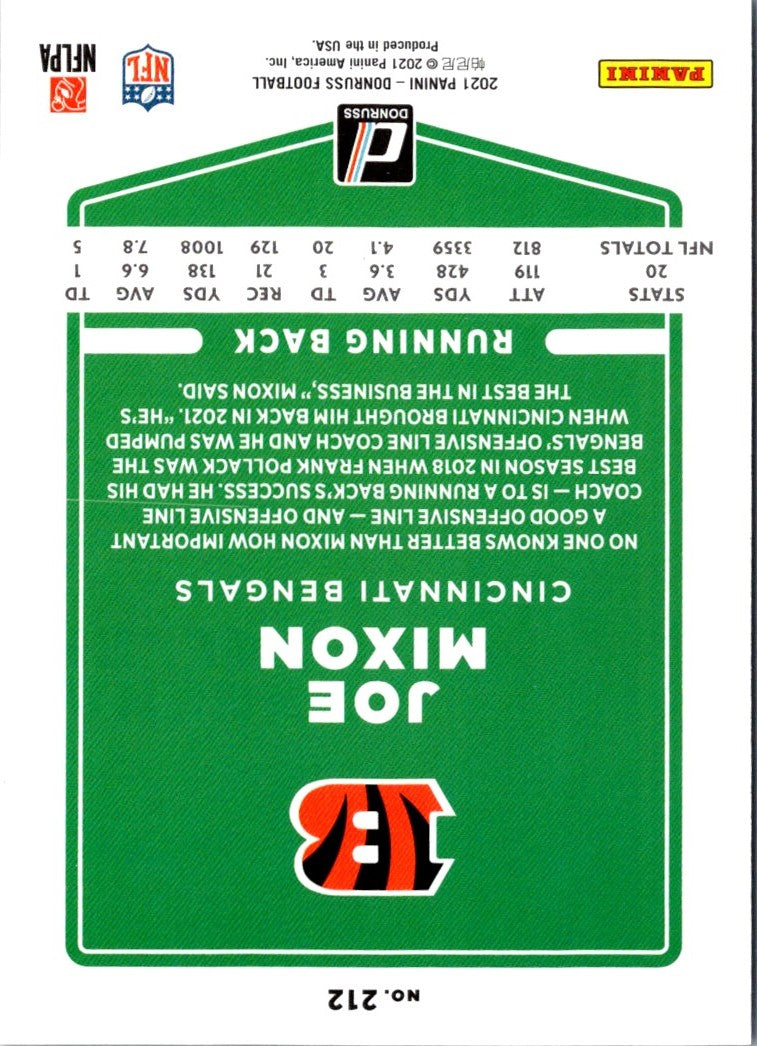 NO. 212
B
JOE
MIXON
CINCINNATI BENGALS
NO ONE KNOWS BETTER THAN MIXON HOW IMPORTANT
A GOOD OFFENSIVE LINE — AND OFFENSIVE LINE
COACH — IS TO A RUNNING BACK'S SUCCESS. HE HAD HIS
BEST SEASON IN 2018 WHEN FRANK POLLACK WAS THE
BENGALS' OFFENSIVE LINE COACH AND HE WAS PUMPED
WHEN CINCINNATI BROUGHT HIM BACK IN 2021. "HE'S
THE BEST IN THE BUSINESS," MIXON SAID.
RUNNING BACK
STATS ATT YDS AVG TD REC YDS AVG TD
20 119 428 3.6 3 21 138 6.6 1
NFL TOTALS 812 3359 4.1 20 129 1008 7.8 5
DONRUSS
PANINI
2021 PANINI – DONRUSS FOOTBALL
帕尼尼 © 2021 Panini America, Inc.
Produced in the USA.
NFL
NFLPA